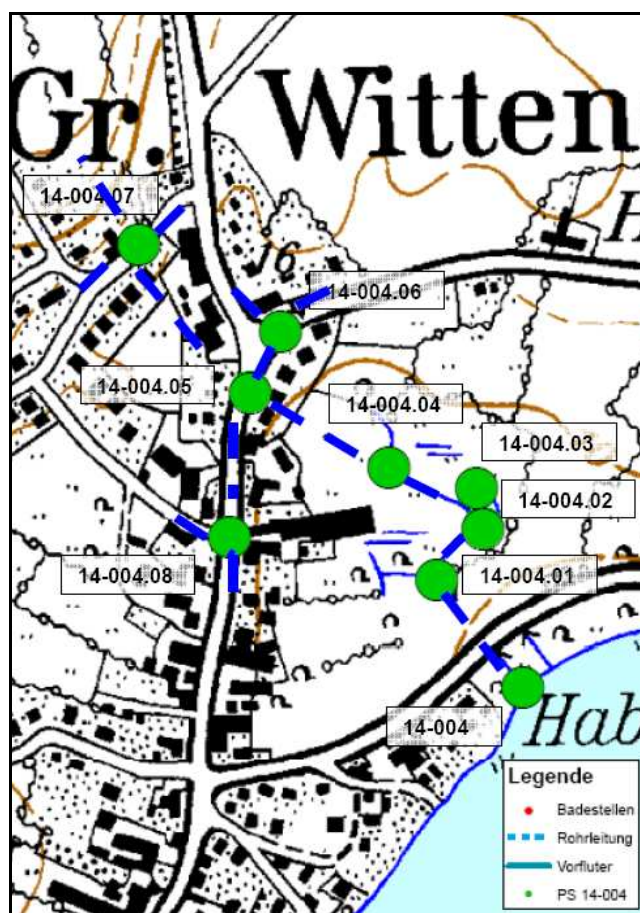 Gr. Witten
14-004.07
16
H
14-004.06
14-004.05
14-004.04
14-004.03
14-004.02
14-004.08
14-004.01
14-004
Hab
Legende
Badestellen
Rohrleitung
Vorfluter
PS 14-004